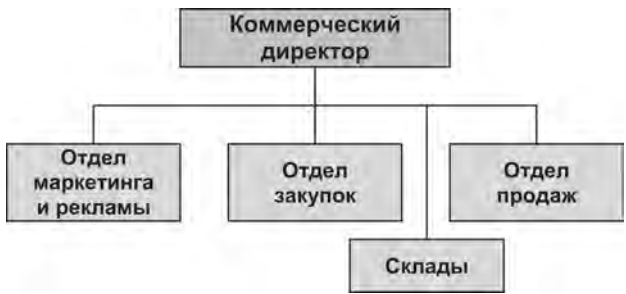 Коммерческий
директор
Отдел
маркетинга
и рекламы
Отдел
закупок
Отдел
продаж
Склады